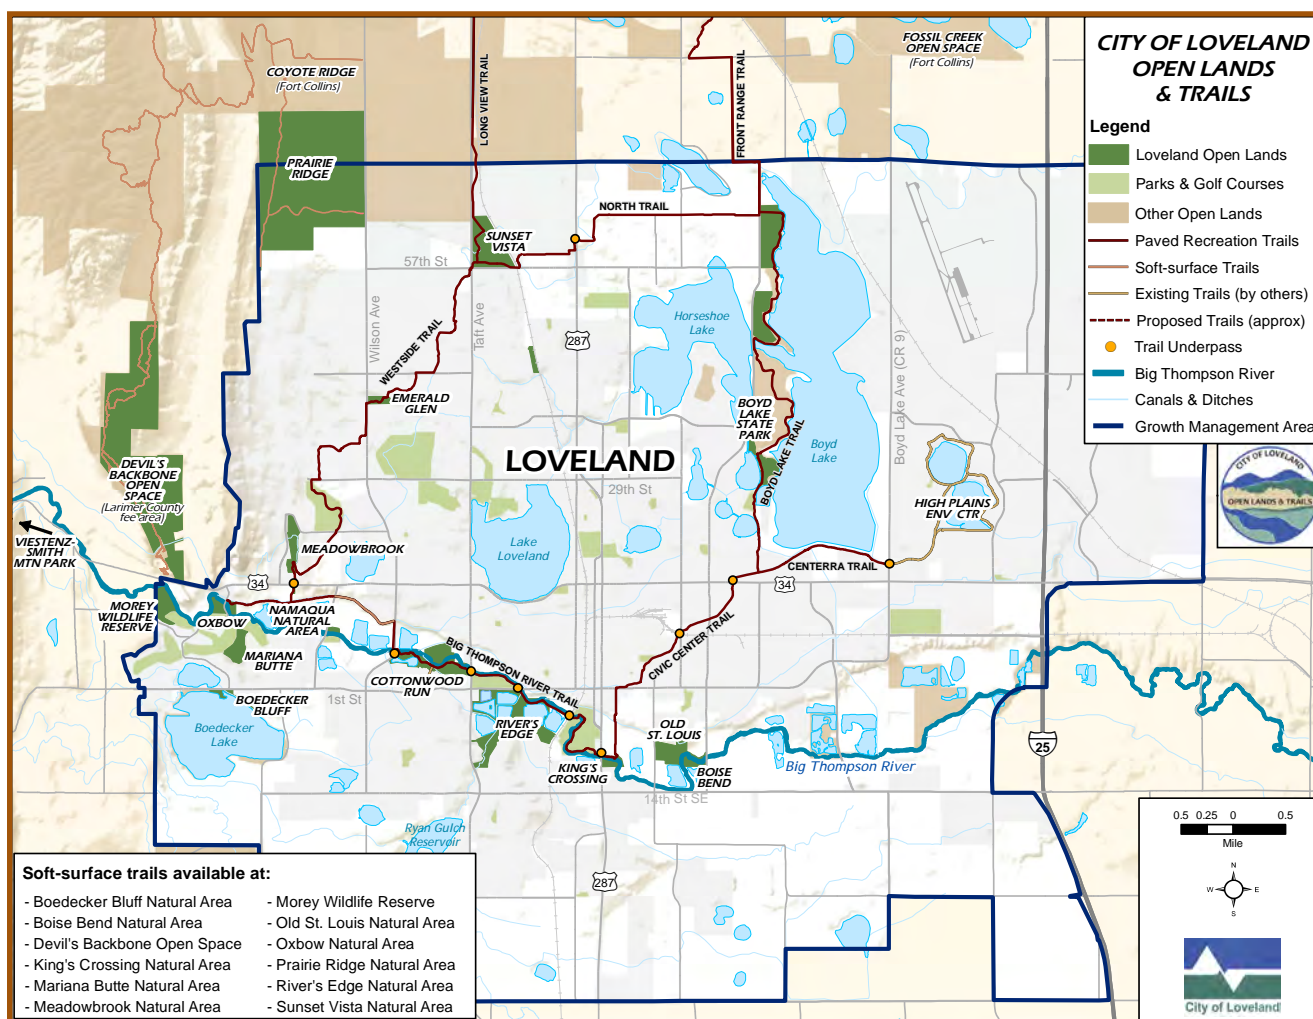 CITY OF LOVELAND
OPEN LANDS
& TRAILS
Legend
Loveland Open Lands
Parks & Golf Courses
Other Open Lands
Paved Recreation Trails
Soft-surface Trails
Existing Trails (by others)
Proposed Trails (approx)
Trail Underpass
Big Thompson River
Canals & Ditches
Growth Management Area
CITY OF LOVELAND
OPEN LANDS & TRAILS
COYOTE RIDGE
(Fort Collins)
FOSSIL CREEK
OPEN SPACE
(Fort Collins)
LONG VIEW TRAIL
FRONT RANGE TRAIL
PRAIRIE
RIDGE
NORTH TRAIL
SUNSET
VISTA
57th St
Wilson Ave
Taft Ave
287
Horseshoe
Lake
Boyd Lake Ave (CR 9)
WESTSIDE TRAIL
EMERALD
GLEN
BOYD
LAKE
STATE
PARK
BOYD LAKE TRAIL
Boyd
Lake
LOVELAND
29th St
DEVIL'S
BACKBONE
OPEN
SPACE
(Larimer County
fee area)
HIGH PLAINS
ENV CTR
VIESTENZ-
SMITH
MTN PARK
MEADOWBROOK
Lake
Loveland
CENTERRA TRAIL
34
34
MOREY
WILDLIFE
RESERVE
OXBOW
NAMAQUA
NATURAL
AREA
MARIANA
BUTTE
BIG THOMPSON RIVER TRAIL
CIVIC CENTER TRAIL
COTTONWOOD
RUN
1st St
BOEDECKER
BLUFF
Boedecker
Lake
RIVER'S
EDGE
OLD
ST. LOUIS
KING'S
CROSSING
BOISE
BEND
Big Thompson River
25
14th St SE
Ryan Gulch
Reservoir
287
Soft-surface trails available at:
- Boedecker Bluff Natural Area
- Boise Bend Natural Area
- Devil's Backbone Open Space
- King's Crossing Natural Area
- Mariana Butte Natural Area
- Meadowbrook Natural Area
- Morey Wildlife Reserve
- Old St. Louis Natural Area
- Oxbow Natural Area
- Prairie Ridge Natural Area
- River's Edge Natural Area
- Sunset Vista Natural Area
0.5 0.25 0 0.5
Mile
N
W E
S
City of Loveland